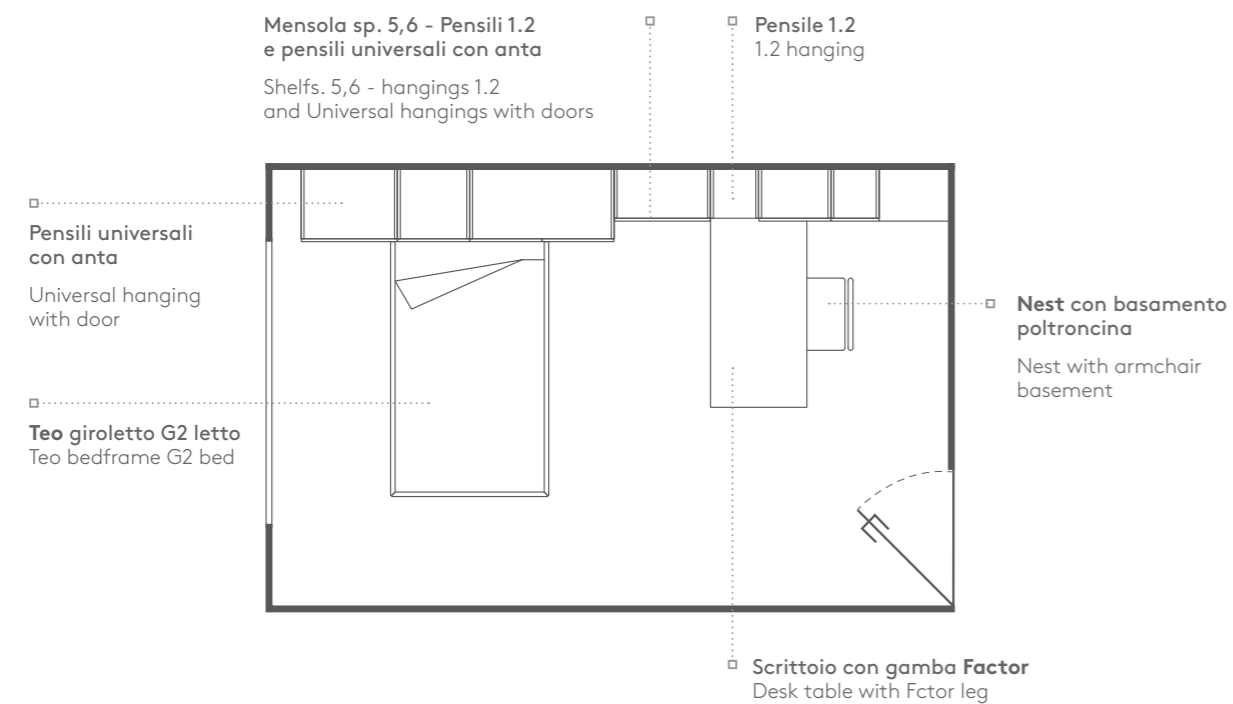 Mensola sp. 5,6 - Pensili 1.2
e pensili universali con anta
Shelfs. 5,6 - hangings 1.2
and Universal hangings with doors
Pensile 1.2
1.2 hanging
Pensili universali
con anta
Universal hanging
with door
Teo giroletto G2 letto
Teo bedframe G2 bed
Nest con basamento
poltroncina
Nest with armchair
basement
Scrittoio con gamba Factor
Desk table with Fctor leg